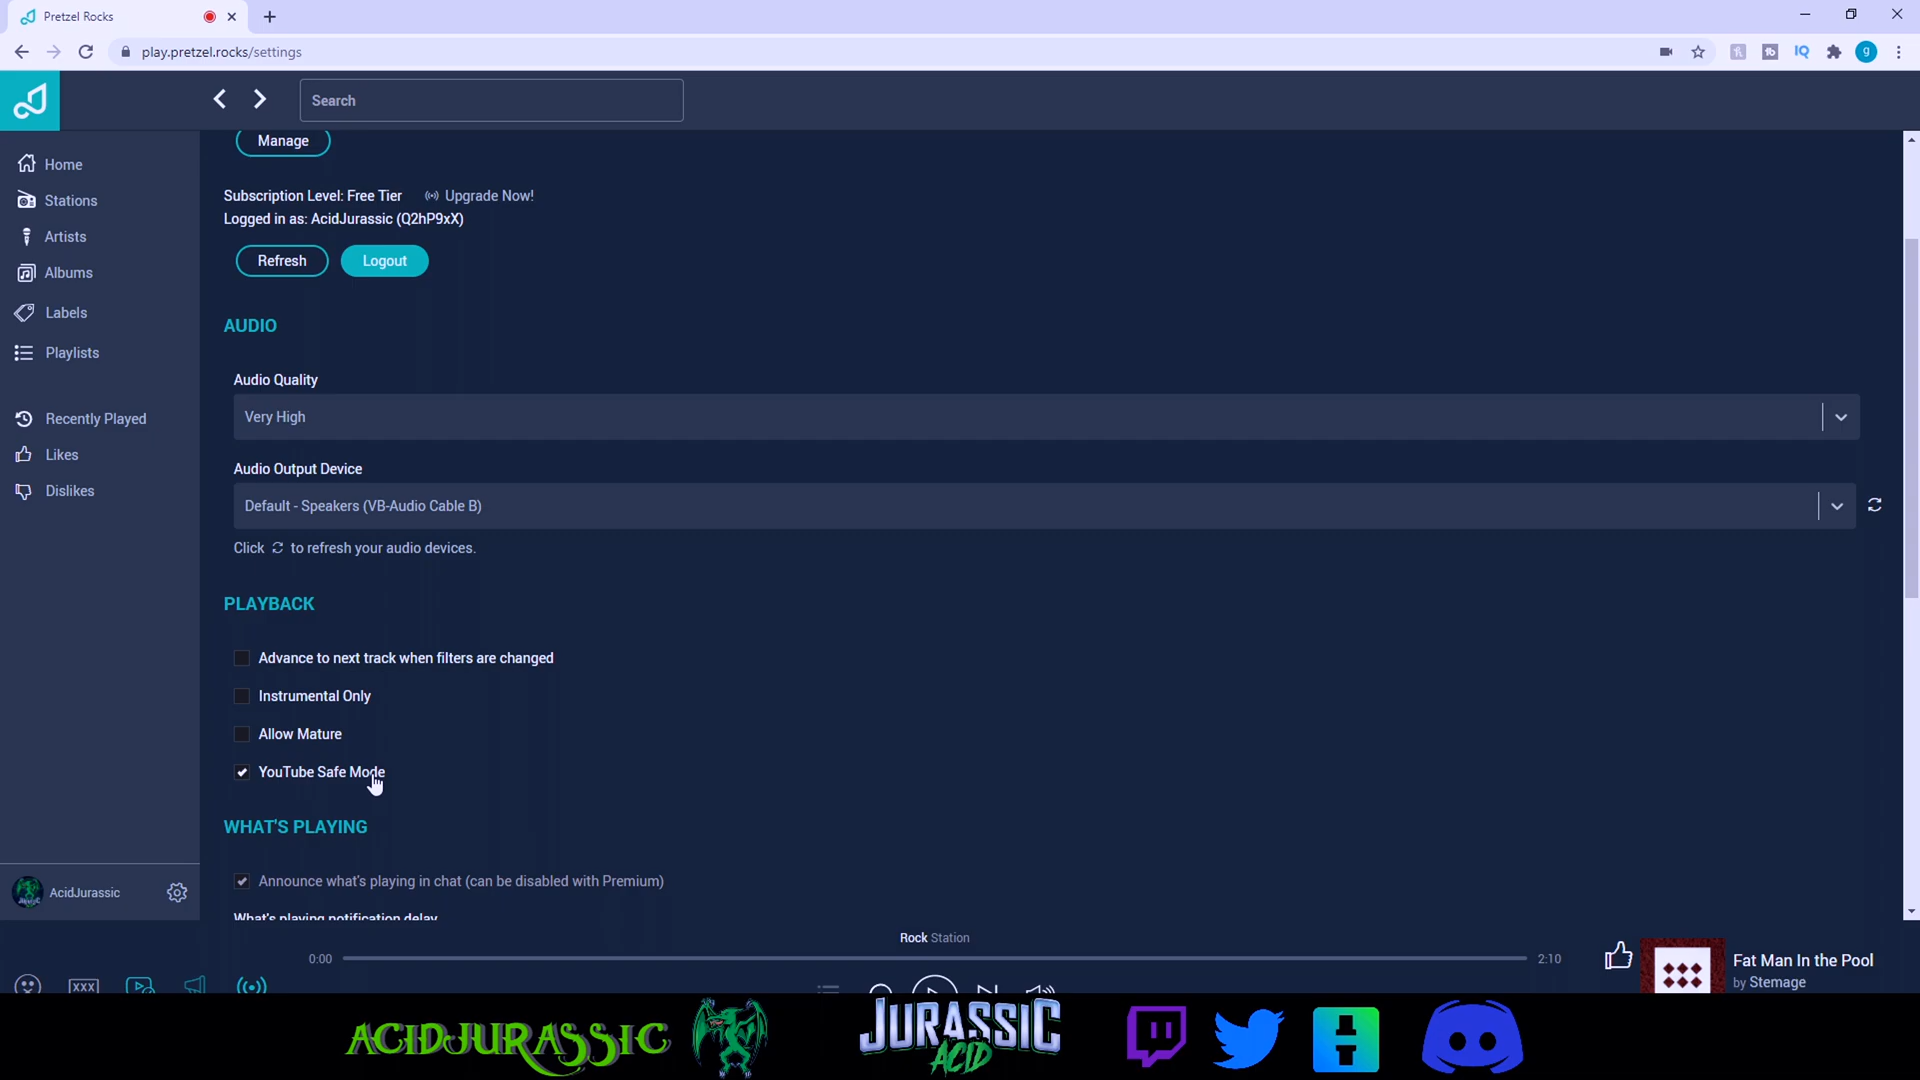 Pretzel Rocks
play.pretzel.rocks/settings
Search
Manage
Home
Stations
Artists
Albums
Labels
Playlists
Recently Played
Likes
Dislikes
AcidJurassic
Subscription Level: Free Tier Upgrade Now!
Logged in as: AcidJurassic (Q2hP9xX)
Refresh Logout
AUDIO
Audio Quality
Very High
Audio Output Device
Default - Speakers (VB-Audio Cable B)
Click to refresh your audio devices.
PLAYBACK
Advance to next track when filters are changed
Instrumental Only
Allow Mature
YouTube Safe Mode
WHAT'S PLAYING
Announce what's playing in chat (can be disabled with Premium)
What's playing notification delay
Rock Station
0:00 2:10
Fat Man In the Pool
by Stemage
XXX
ACIDJURASSIC
JURASSIC
ACID